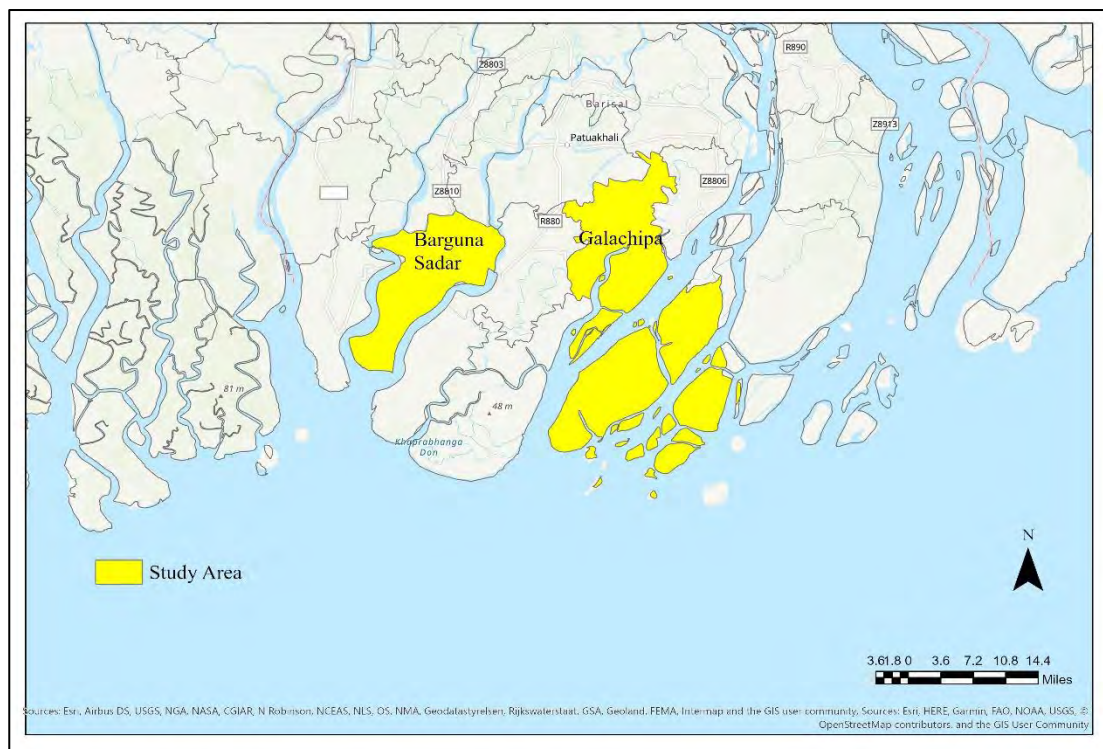 R890
Z8803
Barisal
Z8913
Patuakhali
Z8806
Z8810
R880
Barguna
Sadar
Galachipa
81 m
48 m
Khaprabhanga
Don
Study Area
N
3.61.8 0 3.6 7.2 10.8 14.4
Miles
Sources: Esri, Airbus DS, USGS, NGA, NASA, CGIAR, N Robinson, NCEAS, NLS, OS, NMA, Geodatastyrelsen, Rijkswaterstaat, GSA, Geoland, FEMA, Intermap and the GIS user community, Sources: Esri, HERE, Garmin, FAO, NOAA, USGS, ©
OpenStreetMap contributors, and the GIS User Community